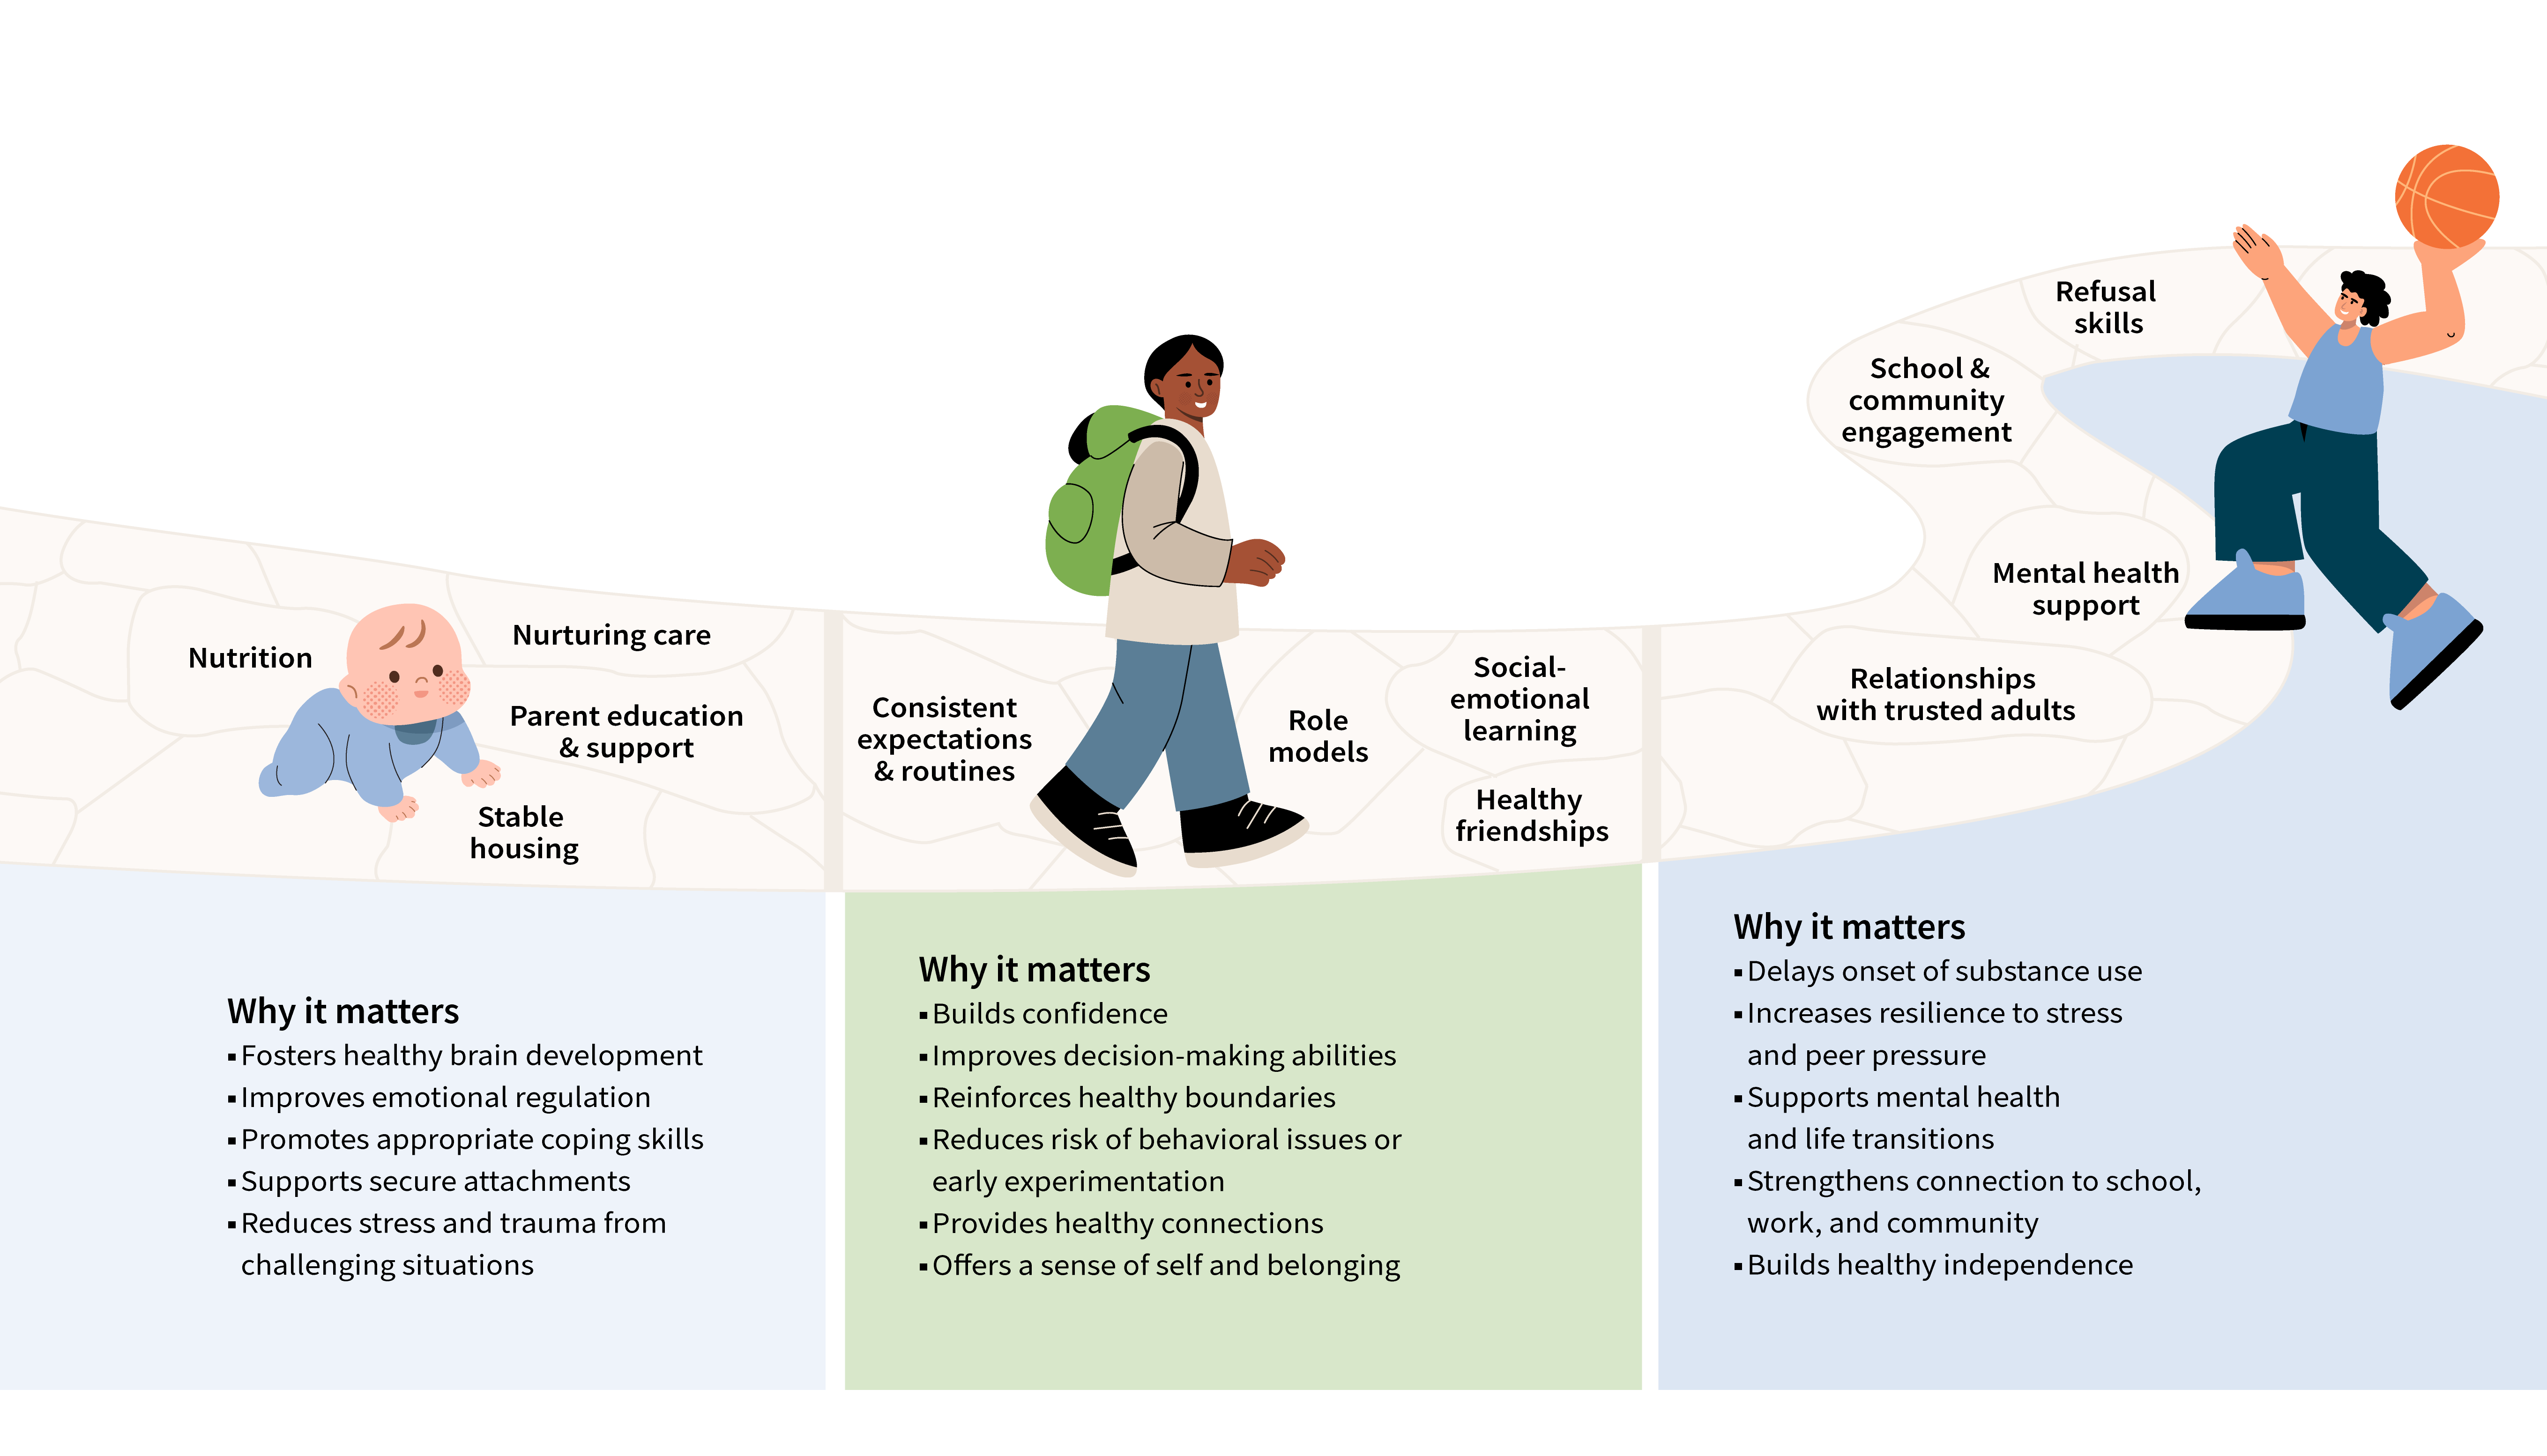 Nutrition
Nurturing care
Parent education
& support
Stable
housing
Why it matters
▪Fosters healthy brain development
▪Improves emotional regulation
▪Promotes appropriate coping skills
▪Supports secure attachments
▪Reduces stress and trauma from
challenging situations
Consistent
expectations
& routines
Role
models
Social-
emotional
learning
Healthy
friendships
Why it matters
▪Builds confidence
▪Improves decision-making abilities
▪Reinforces healthy boundaries
▪Reduces risk of behavioral issues or
early experimentation
▪Provides healthy connections
▪Offers a sense of self and belonging
Refusal
skills
School &
community
engagement
Mental health
support
Relationships
with trusted adults
Why it matters
▪Delays onset of substance use
▪Increases resilience to stress
and peer pressure
▪Supports mental health
and life transitions
▪Strengthens connection to school,
work, and community
▪Builds healthy independence